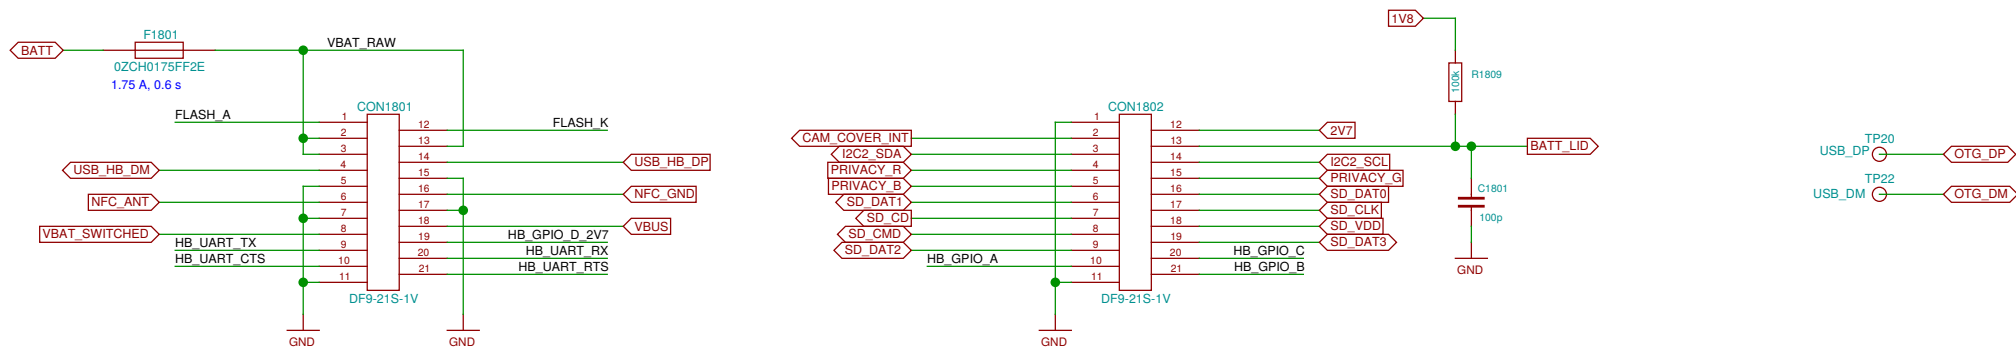 BATT
F1801
0ZCH0175FF2E
1.75 A, 0.6 s
VBAT_RAW
CON1801
FLASH_A
1
2
3
USB_HB_DM
4
5
NFC_ANT
6
7
VBAT_SWITCHED
8
HB_UART_TX
9
HB_UART_CTS
10
11
12
FLASH_K
13
14
USB_HB_DP
15
16
NFC_GND
17
18
VBUS
19
HB_GPIO_D_2V7
20
HB_UART_RX
21
HB_UART_RTS
DF9-21S-1V
GND
GND
CON1802
1
CAM_COVER_INT
2
I2C2_SDA
3
PRIVACY_R
4
PRIVACY_B
5
SD_DAT1
6
SD_CD
7
SD_CMD
8
SD_DAT2
9
HB_GPIO_A
10
11
12
2V7
13
14
I2C2_SCL
15
PRIVACY_G
16
SD_DAT0
17
SD_CLK
18
SD_VDD
19
SD_DAT3
20
HB_GPIO_C
21
HB_GPIO_B
DF9-21S-1V
GND
1V8
100k
R1809
BATT_LID
C1801
100p
GND
TP20
USB_DP
OTG_DP
TP22
USB_DM
OTG_DM